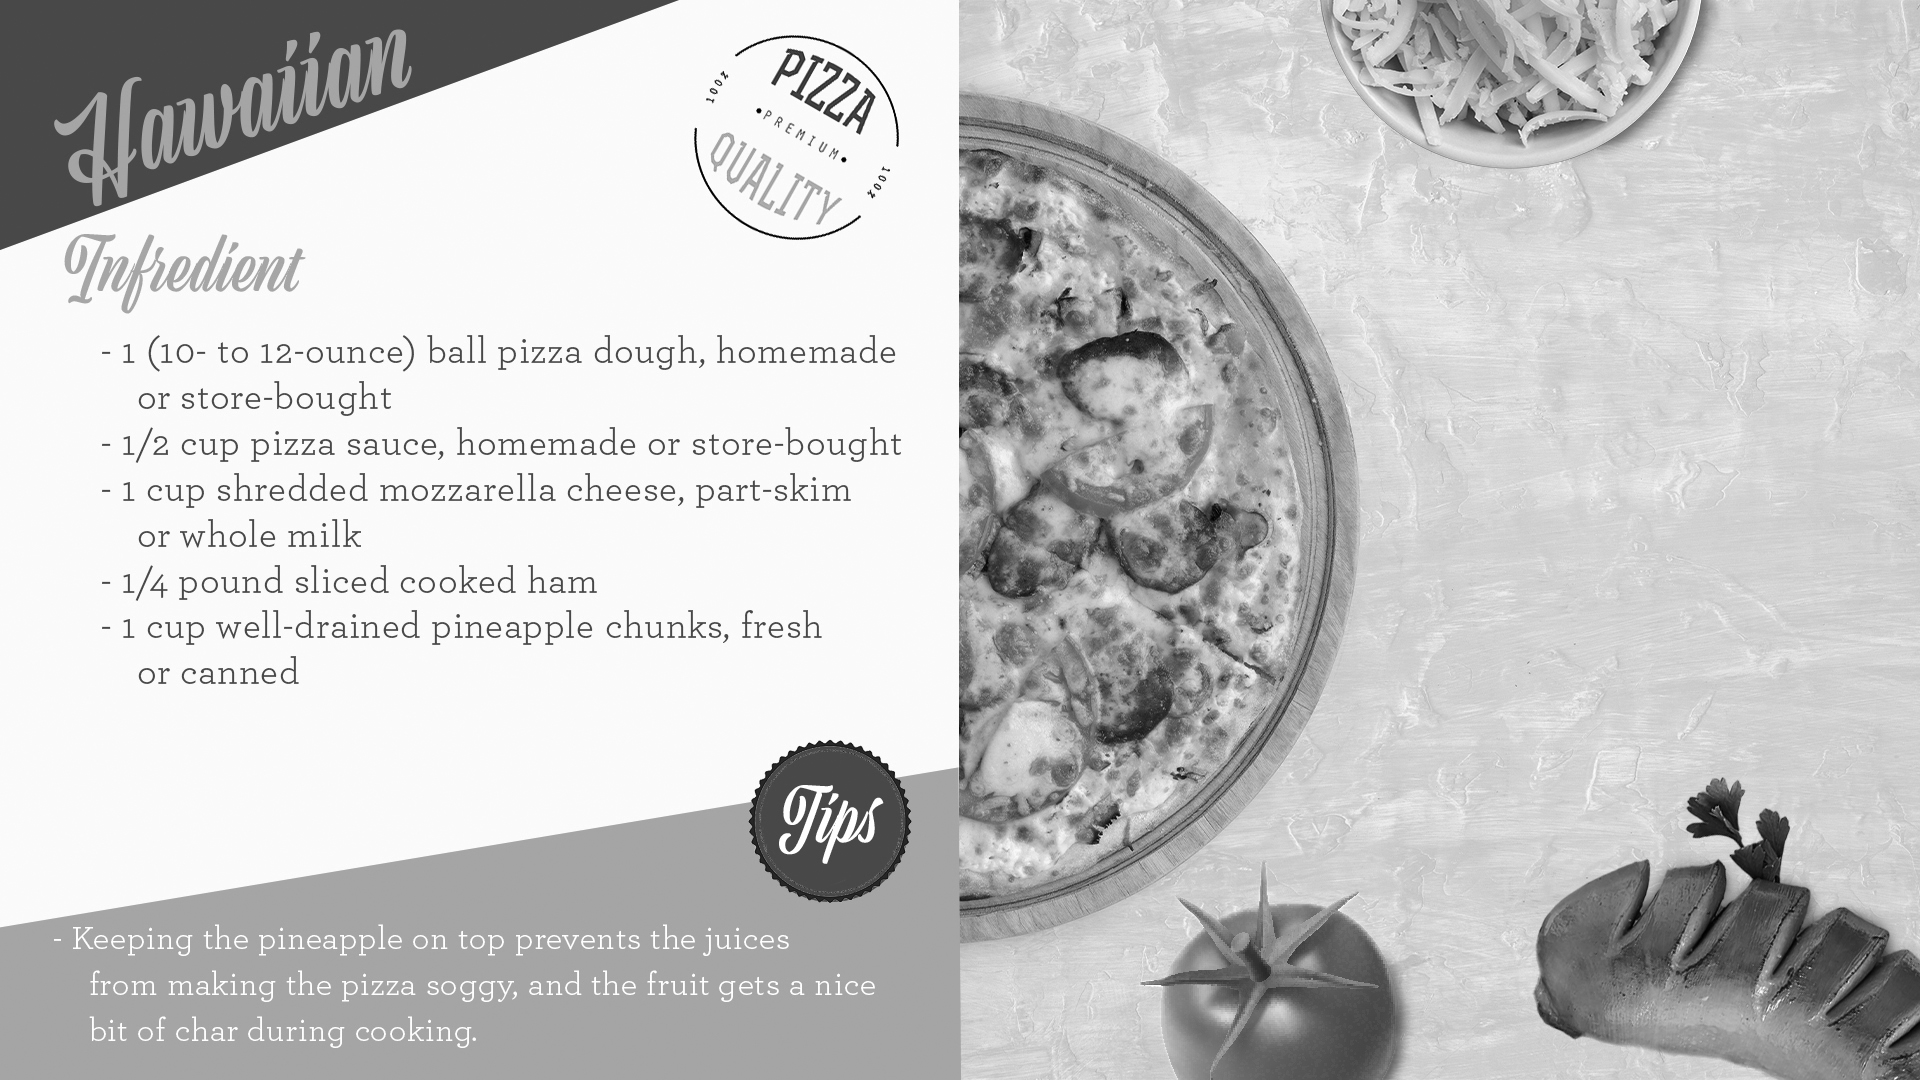 Hawaiian
100%
PIZZA
•PREMIUM•
QUALITY
100%
Infredient
- 1 (10- to 12-ounce) ball pizza dough, homemade
or store-bought
- 1/2 cup pizza sauce, homemade or store-bought
- 1 cup shredded mozzarella cheese, part-skim
or whole milk
- 1/4 pound sliced cooked ham
- 1 cup well-drained pineapple chunks, fresh
or canned
Tips
- Keeping the pineapple on top prevents the juices
from making the pizza soggy, and the fruit gets a nice
bit of char during cooking.